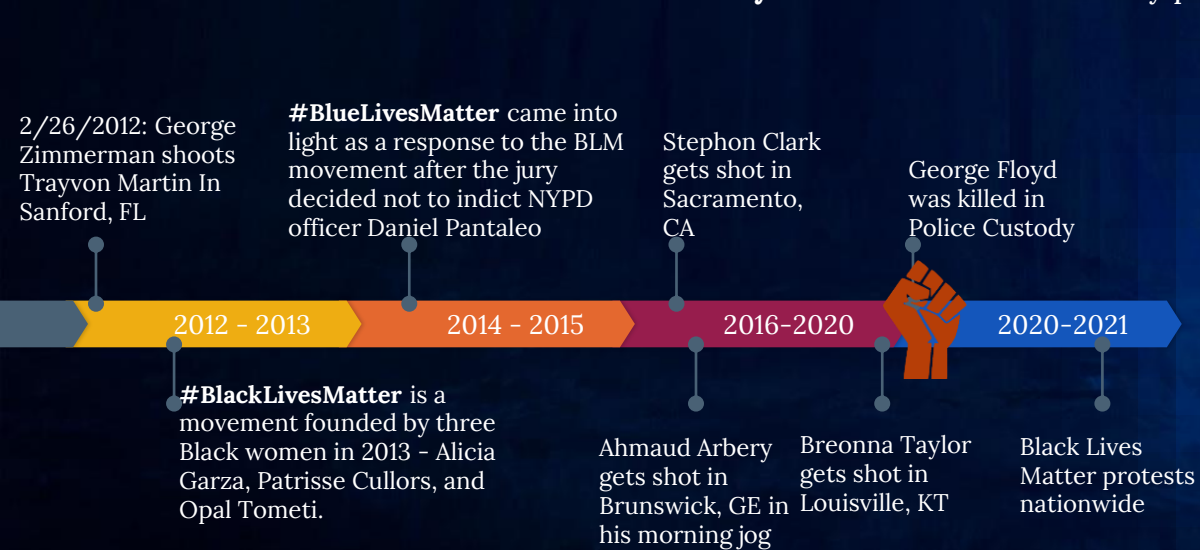 2/26/2012: George
Zimmerman shoots
Trayvon Martin In
Sanford, FL
#BlueLivesMatter came into
light as a response to the BLM
movement after the jury
decided not to indict NYPD
officer Daniel Pantaleo
Stephon Clark
gets shot in
Sacramento,
CA
George Floyd
was killed in
Police Custody
2012 - 2013
2014 - 2015
2016-2020
2020-2021
#BlackLivesMatter is a
movement founded by three
Black women in 2013 - Alicia
Garza, Patrisse Cullors, and
Opal Tometi.
Ahmaud Arbery
gets shot in
Brunswick, GE in
his morning jog
Breonna Taylor
gets shot in
Louisville, KT
Black Lives
Matter protests
nationwide